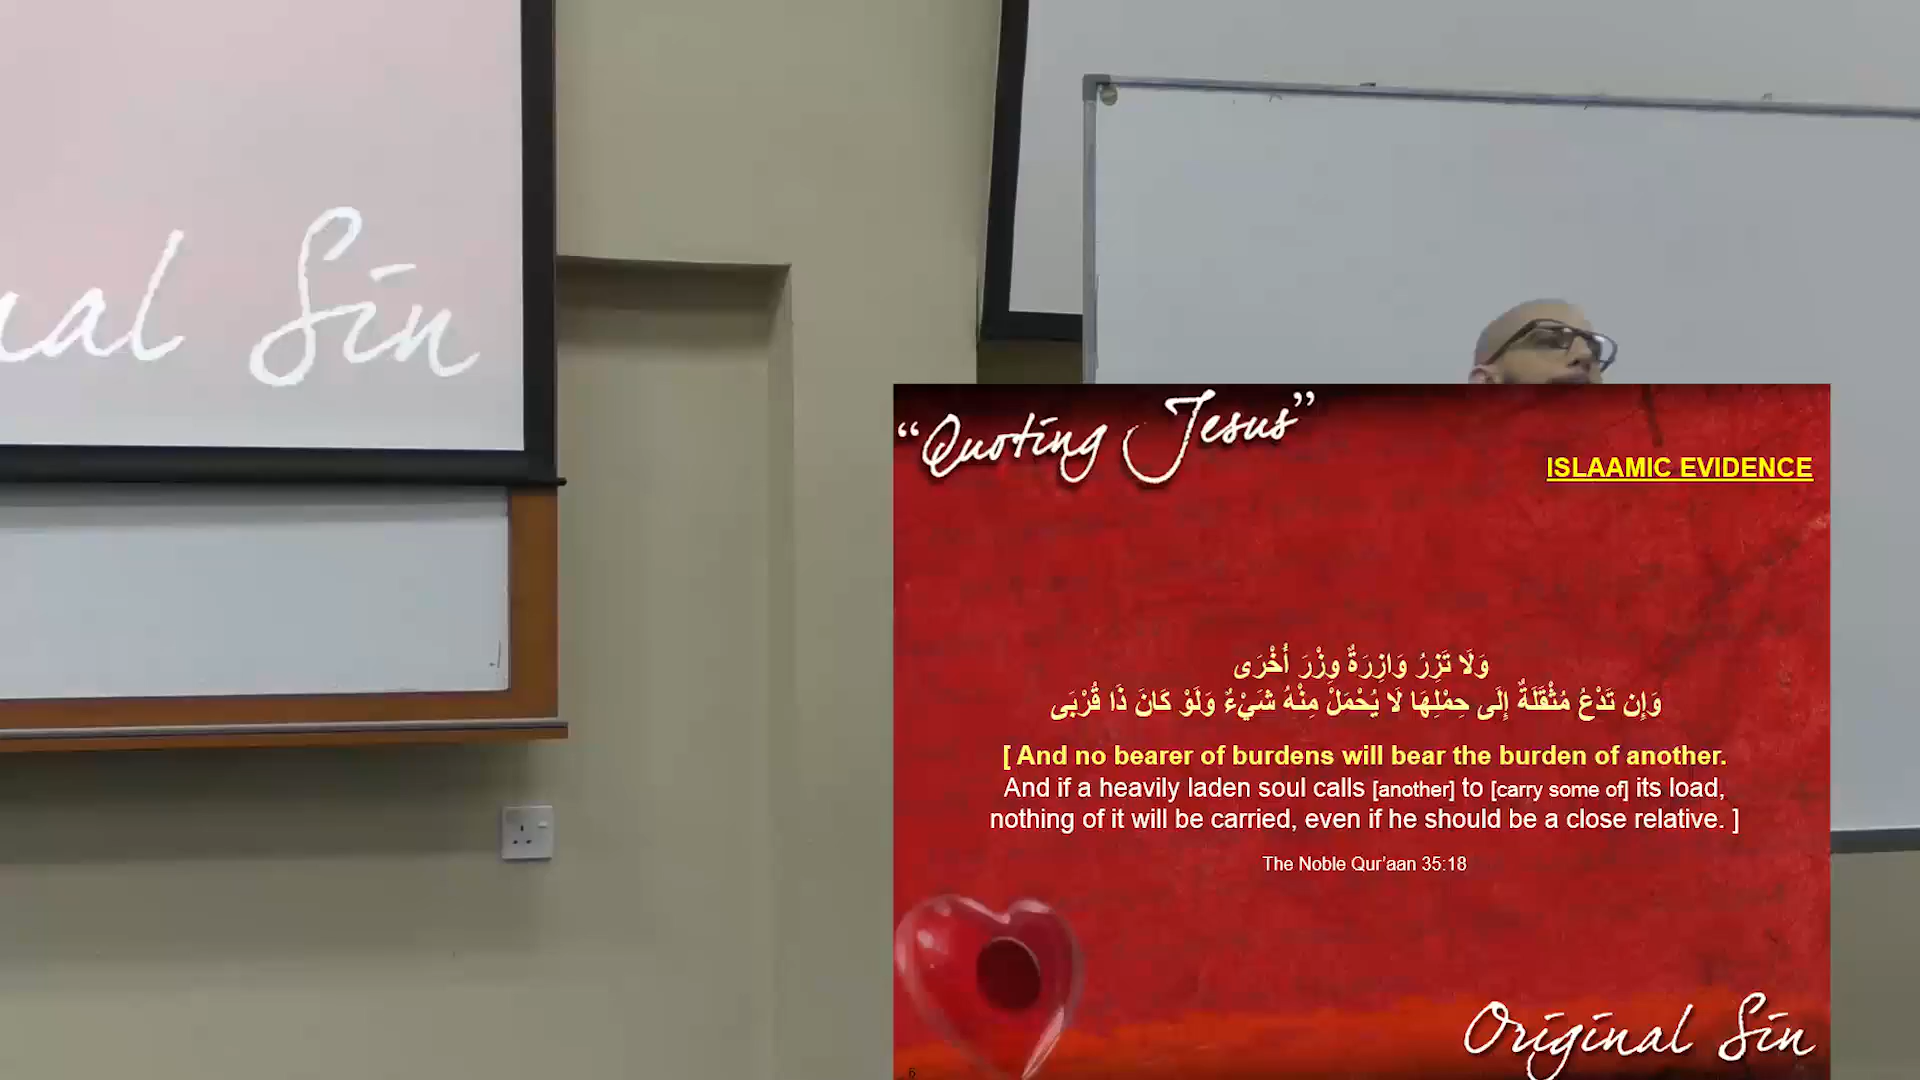 nal Sin
“Quoting Jesus”
ISLAAMIC EVIDENCE
وَلَا تَزِرُ وَازِرَةٌ وِزْرَ أُخْرَى
وَإِن تَدْعُ مُثْقَلَةٌ إِلَى حِمْلِهَا لَا يُحْمَلْ مِنْهُ شَيْءٌ وَلَوْ كَانَ ذَا قُرْبَى
[ And no bearer of burdens will bear the burden of another.
And if a heavily laden soul calls [another] to [carry some of] its load,
nothing of it will be carried, even if he should be a close relative. ]
The Noble Qur’aan 35:18
Original Sin
6